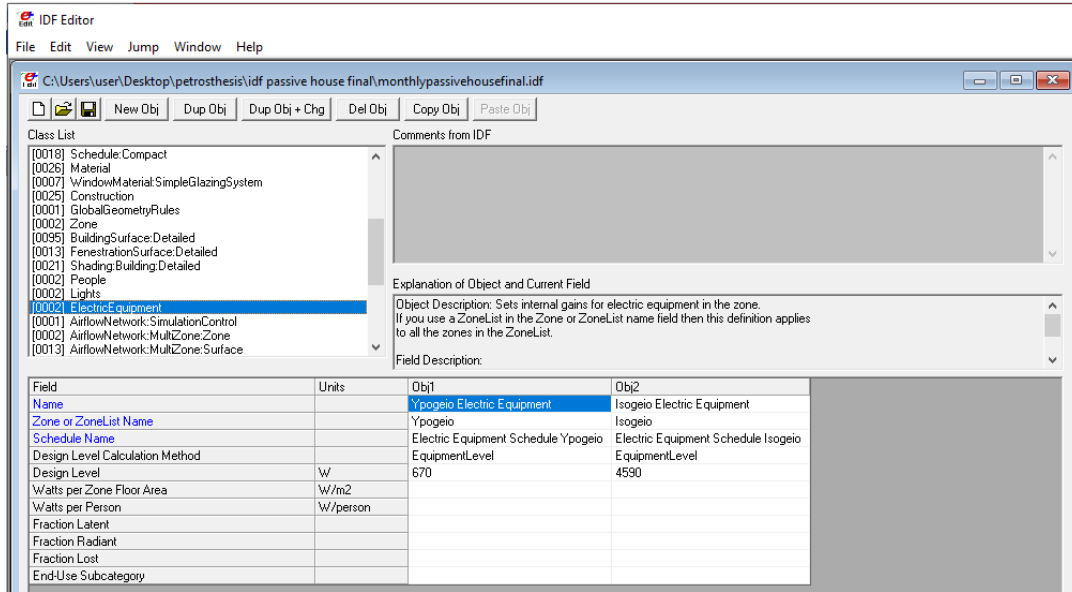 IDF Editor
File Edit View Jump Window Help
C:\Users\user\Desktop\petrosthesis\idf passive house final\monthlypassivehousefinal.idf
New Obj Dup Obj Dup Obj + Chg Del Obj Copy Obj Paste Obj
Class List Comments from IDF
[0018] Schedule:Compact
[0026] Material
[0007] WindowMaterial:SimpleGlazingSystem
[0025] Construction
[0001] GlobalGeometryRules
[0002] Zone
[0095] BuildingSurface:Detailed
[0013] FenestrationSurface:Detailed
[0021] Shading:Building:Detailed
[0002] People
[0002] Lights
[0002] ElectricEquipment
[0001] AirflowNetwork:SimulationControl
[0002] AirflowNetwork:MultiZone:Zone
[0013] AirflowNetwork:MultiZone:Surface
Explanation of Object and Current Field
Object Description: Sets internal gains for electric equipment in the zone.
If you use a ZoneList in the Zone or ZoneList name field then this definition applies
to all the zones in the ZoneList.
Field Description:
Field Units Obj1 Obj2
Name Ypogeio Electric Equipment Isogeio Electric Equipment
Zone or ZoneList Name Ypogeio Isogeio
Schedule Name Electric Equipment Schedule Ypogeio Electric Equipment Schedule Isogeio
Design Level Calculation Method EquipmentLevel EquipmentLevel
Design Level W 670 4590
Watts per Zone Floor Area W/m2
Watts per Person W/person
Fraction Latent
Fraction Radiant
Fraction Lost
End-Use Subcategory